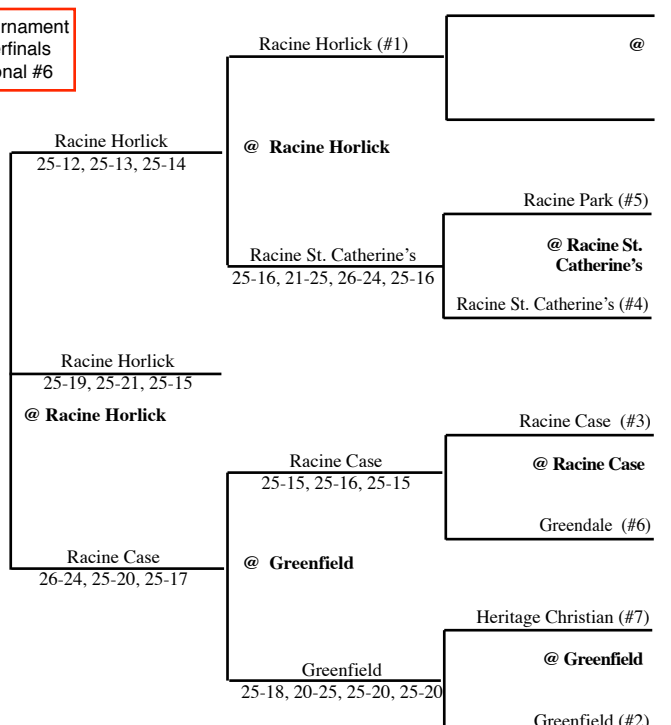 #6
Racine Horlick (#1)
@
Racine Horlick
25-12, 25-13, 25-14
@ Racine Horlick
Racine Park (#5)
@ Racine St.
Catherine's
Racine St. Catherine's
25-16, 21-25, 26-24, 25-16
Racine St. Catherine's (#4)
Racine Horlick
25-19, 25-21, 25-15
@ Racine Horlick
Racine Case (#3)
@ Racine Case
Racine Case
25-15, 25-16, 25-15
Greendale (#6)
Racine Case
26-24, 25-20, 25-17
@ Greenfield
Heritage Christian (#7)
@ Greenfield
Greenfield
25-18, 20-25, 25-20, 25-20
Greenfield (#2)